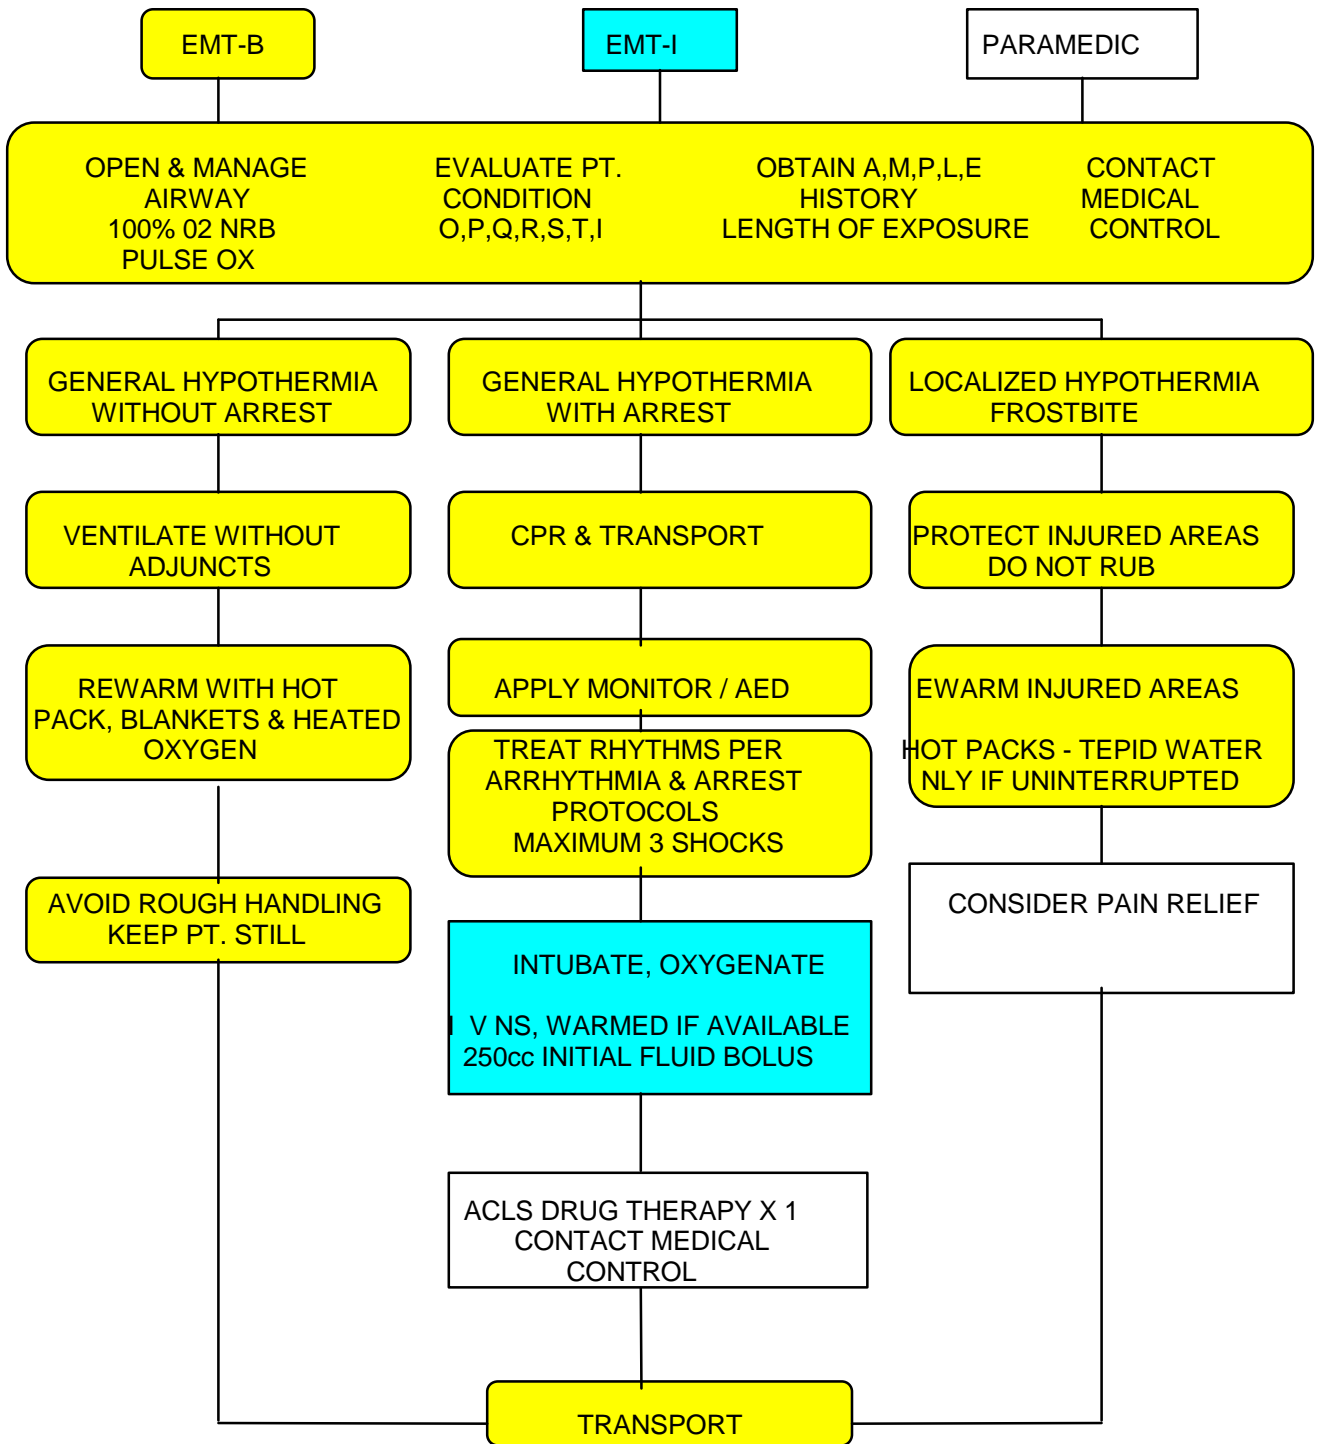 EMT-B
EMT-I
PARAMEDIC
OPEN & MANAGE
AIRWAY
100% 02 NRB
PULSE OX
EVALUATE PT.
CONDITION
O,P,Q,R,S,T,I
OBTAIN A,M,P,L,E
HISTORY
LENGTH OF EXPOSURE
CONTACT
MEDICAL
CONTROL
GENERAL HYPOTHERMIA
WITHOUT ARREST
GENERAL HYPOTHERMIA
WITH ARREST
LOCALIZED HYPOTHERMIA
FROSTBITE
VENTILATE WITHOUT
ADJUNCTS
CPR & TRANSPORT
PROTECT INJURED AREAS
DO NOT RUB
REWARM WITH HOT
PACK, BLANKETS & HEATED
OXYGEN
APPLY MONITOR / AED
EWARM INJURED AREAS
HOT PACKS - TEPID WATER
NLY IF UNINTERRUPTED
TREAT RHYTHMS PER
ARRHYTHMIA & ARREST
PROTOCOLS
MAXIMUM 3 SHOCKS
AVOID ROUGH HANDLING
KEEP PT. STILL
CONSIDER PAIN RELIEF
INTUBATE, OXYGENATE
I V NS, WARMED IF AVAILABLE
250cc INITIAL FLUID BOLUS
ACLS DRUG THERAPY X 1
CONTACT MEDICAL
CONTROL
TRANSPORT